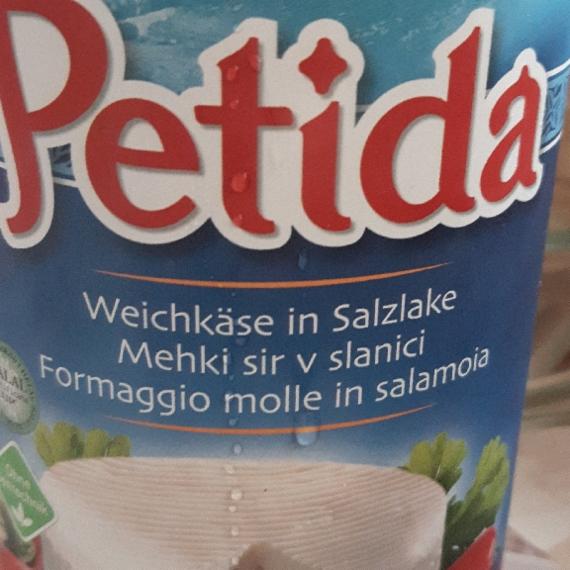 Petida
Weichkäse in Salzlake
Mehki sir v slanici
Formaggio molle in salamoia